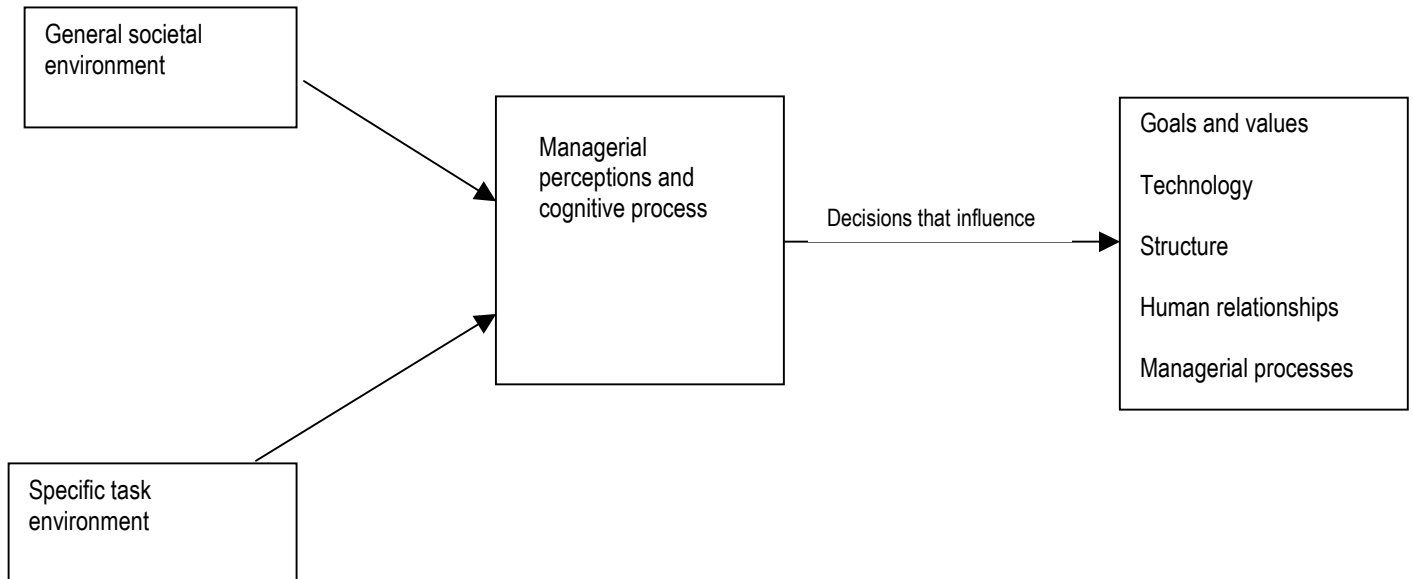 General societal
environment
Managerial
perceptions and
cognitive process
Decisions that influence
Goals and values
Technology
Structure
Human relationships
Managerial processes
Specific task
environment